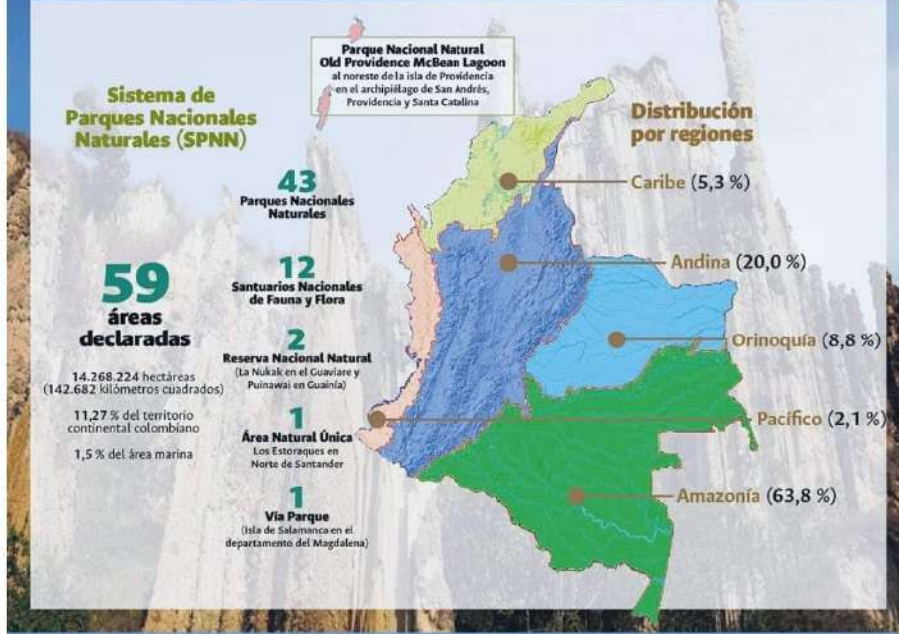 Parque Nacional Natural
Old Providence McBean Lagoon
al noreste de la isla de Providencia
en el archipiélago de San Andrés,
Providencia y Santa Catalina
Sistema de
Parques Nacionales
Naturales (SPNN)
59
áreas
declaradas
14.268.224 hectáreas
(142.682 kilómetros cuadrados)
11,27 % del territorio
continental colombiano
1,5 % del área marina
43
Parques Nacionales
Naturales
12
Santuarios Nacionales
de Fauna y Flora
2
Reserva Nacional Natural
(La Nukak en el Guaviare y
Puinawai en Guainía)
1
Área Natural Única
Los Estoraques en
Norte de Santander
1
Vía Parque
(Isla de Salamanca en el
departamento del Magdalena)
Distribución
por regiones
Caribe (5,3 %)
Andina (20,0 %)
Orinoquía (8,8 %)
Pacífico (2,1 %)
Amazonía (63,8 %)